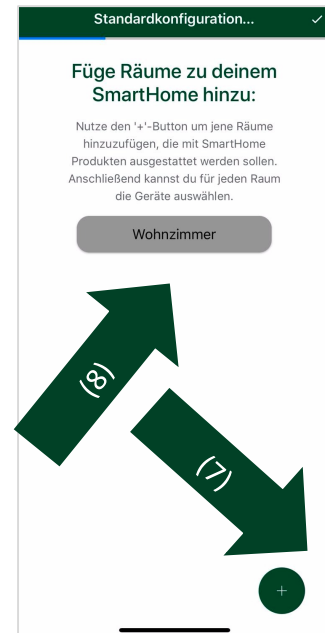 Standardkonfiguration...
Füge Räume zu deinem
SmartHome hinzu:
Nutze den '+'-Button um jene Räume
hinzuzufügen, die mit SmartHome
Produkten ausgestattet werden sollen.
Anschließend kannst du für jeden Raum
die Geräte auswählen.
Wohnzimmer
(8)
(7)
+